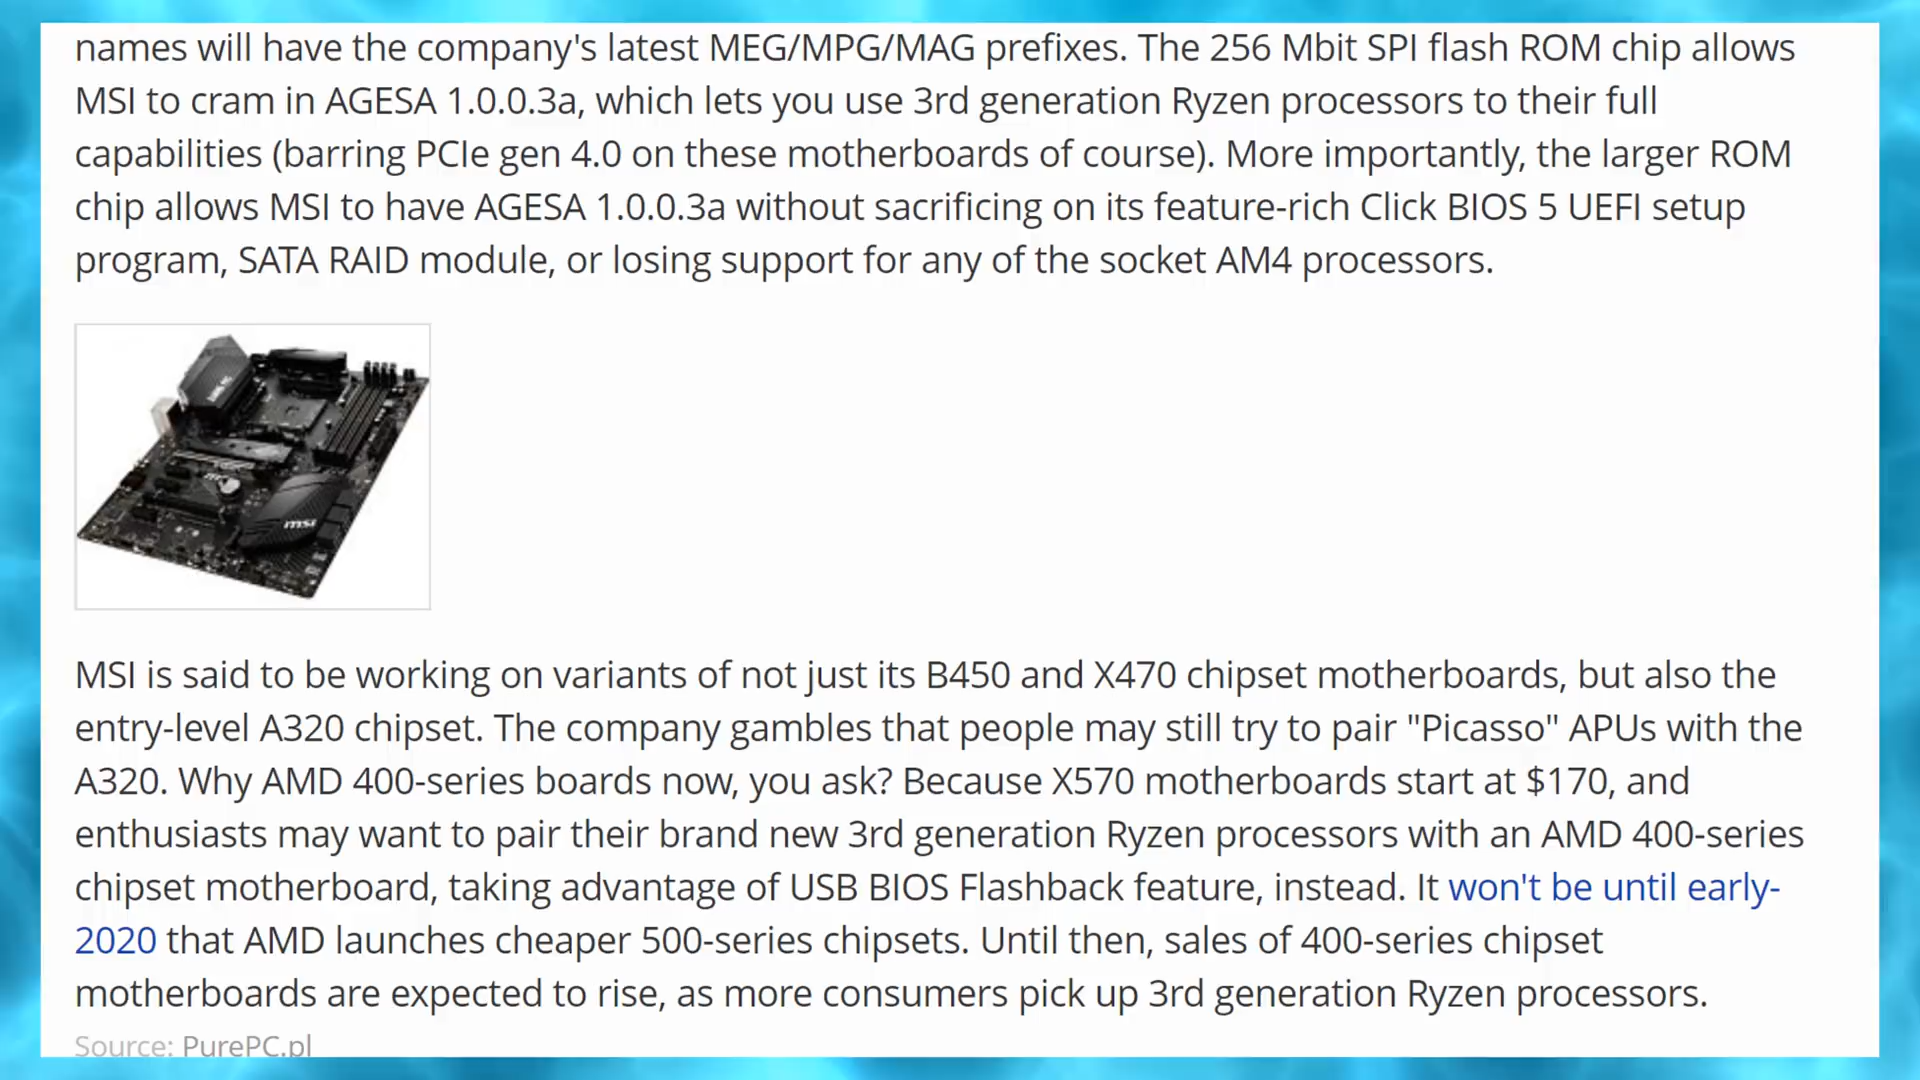 names will have the company's latest MEG/MPG/MAG prefixes. The 256 Mbit SPI flash ROM chip allows
MSI to cram in AGESA 1.0.0.3a, which lets you use 3rd generation Ryzen processors to their full
capabilities (barring PCIe gen 4.0 on these motherboards of course). More importantly, the larger ROM
chip allows MSI to have AGESA 1.0.0.3a without sacrificing on its feature-rich Click BIOS 5 UEFI setup
program, SATA RAID module, or losing support for any of the socket AM4 processors.
msi
MSI is said to be working on variants of not just its B450 and X470 chipset motherboards, but also the
entry-level A320 chipset. The company gambles that people may still try to pair "Picasso" APUs with the
A320. Why AMD 400-series boards now, you ask? Because X570 motherboards start at $170, and
enthusiasts may want to pair their brand new 3rd generation Ryzen processors with an AMD 400-series
chipset motherboard, taking advantage of USB BIOS Flashback feature, instead. It won't be until early-
2020 that AMD launches cheaper 500-series chipsets. Until then, sales of 400-series chipset
motherboards are expected to rise, as more consumers pick up 3rd generation Ryzen processors.
Source: PurePC.pl